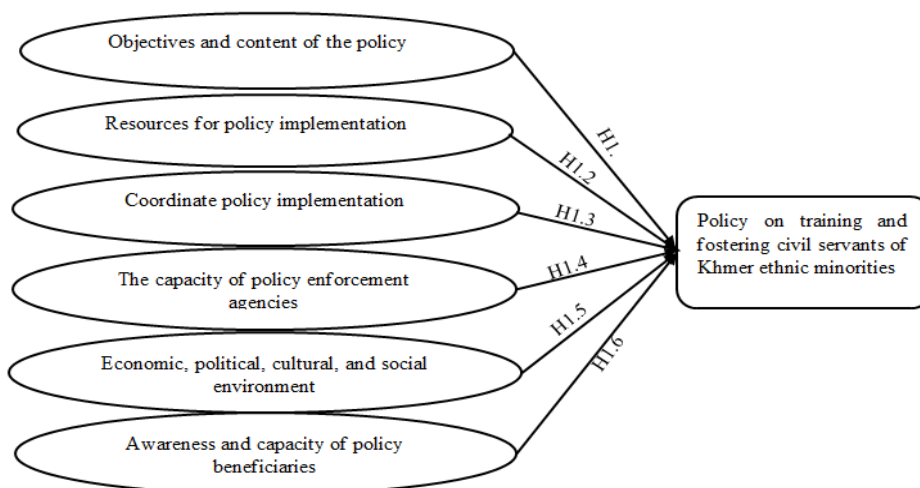 Objectives and content of the policy
Resources for policy implementation
Coordinate policy implementation
The capacity of policy enforcement
agencies
Economic, political, cultural, and social
environment
Awareness and capacity of policy
beneficiaries
H1.
H1.2
H1.3
H1.4
H1.5
H1.6
Policy on training and
fostering civil servants of
Khmer ethnic minorities